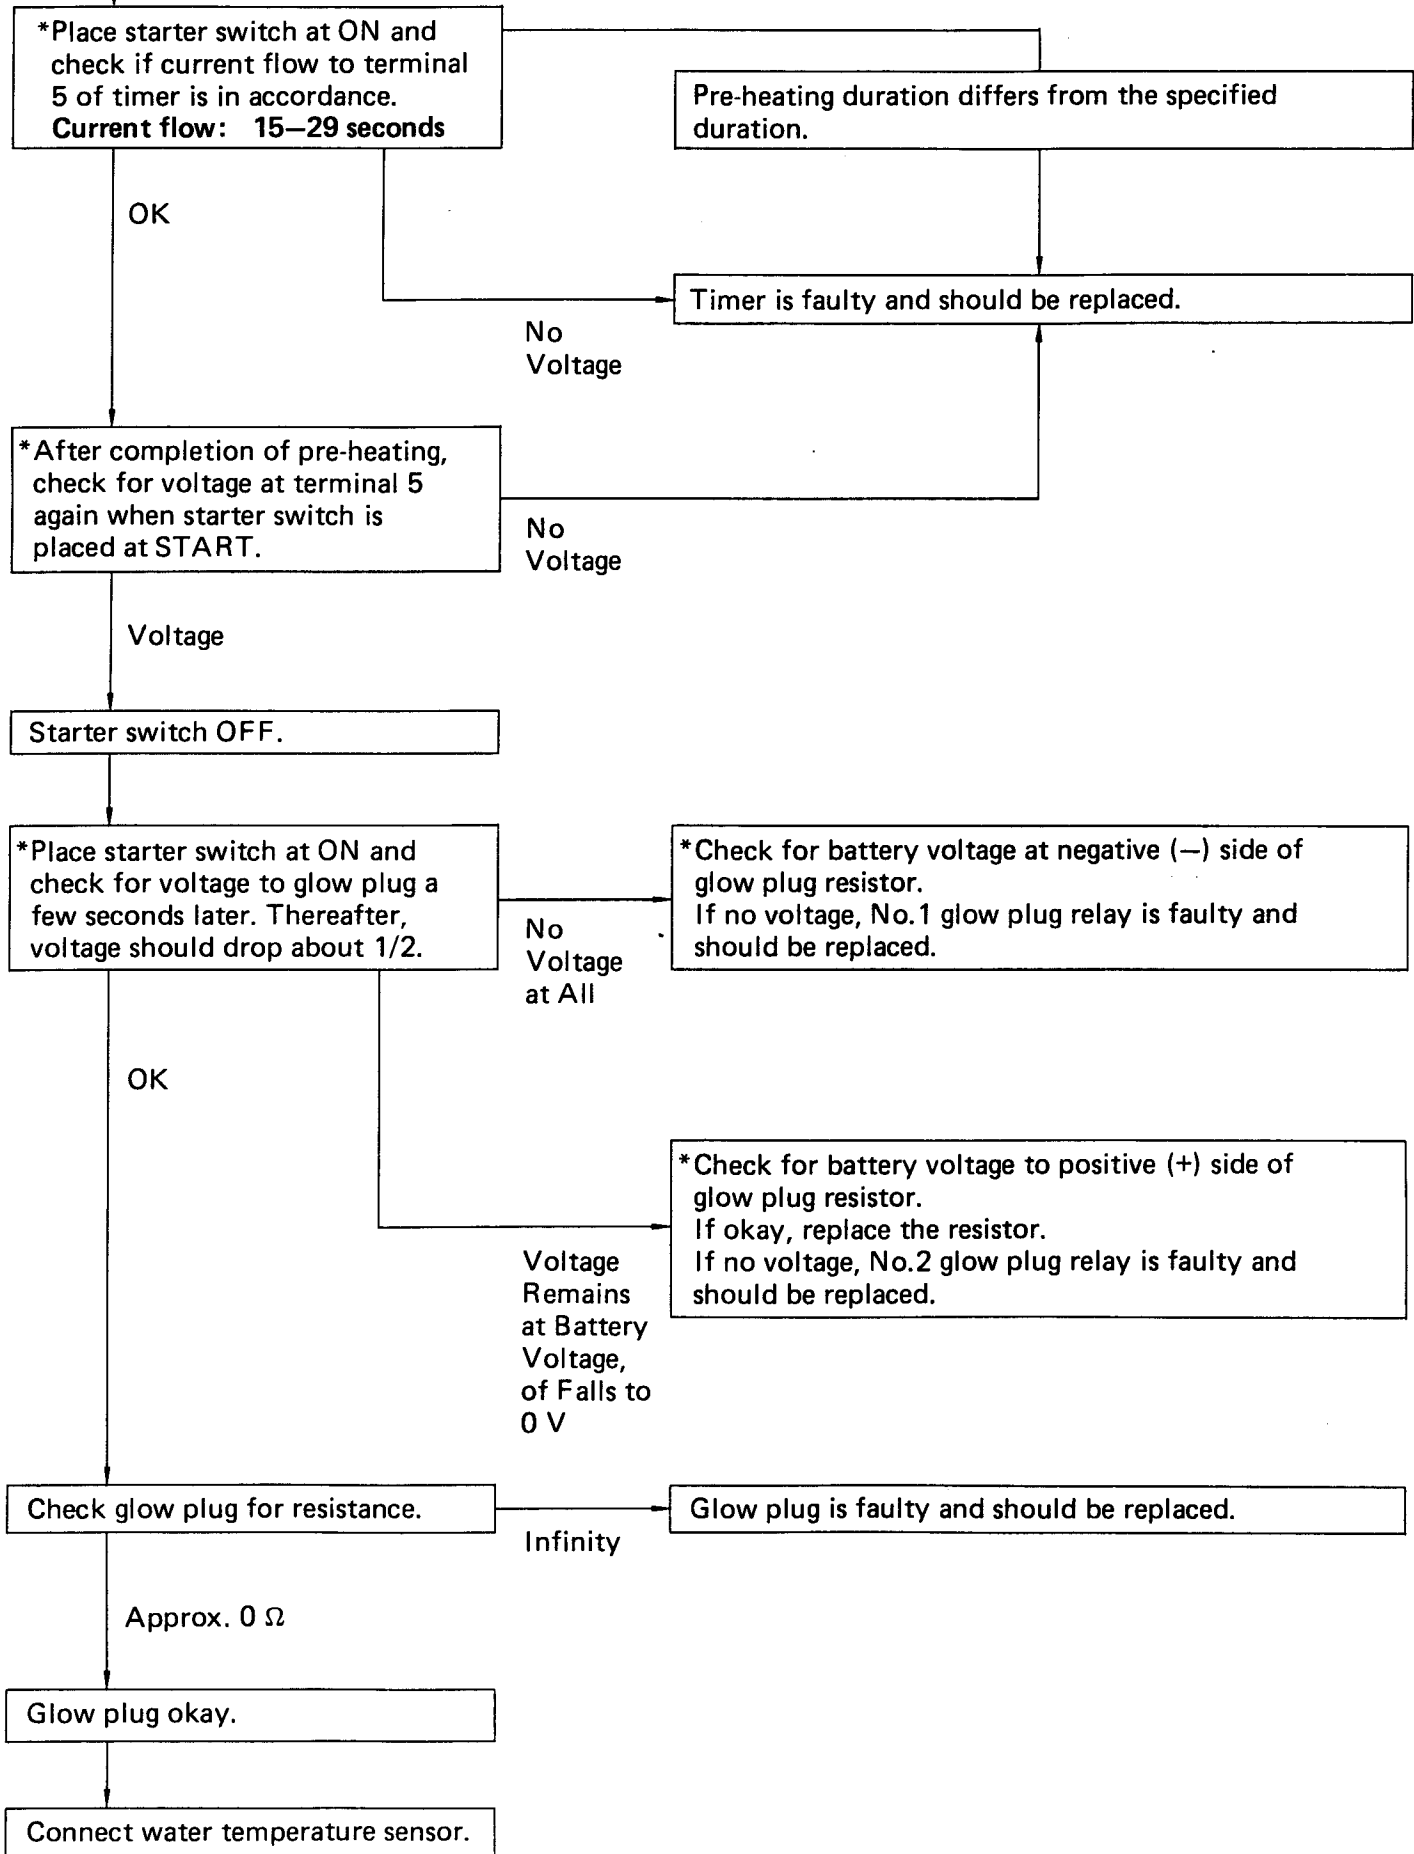 *Place starter switch at ON and
check if current flow to terminal
5 of timer is in accordance.
Current flow: 15—29 seconds
Pre-heating duration differs from the specified
duration.
OK
Timer is faulty and should be replaced.
No
Voltage
*After completion of pre-heating,
check for voltage at terminal 5
again when starter switch is
placed at START.
No
Voltage
Voltage
Starter switch OFF.
*Place starter switch at ON and
check for voltage to glow plug a
few seconds later. Thereafter,
voltage should drop about 1/2.
No
Voltage
at All
*Check for battery voltage at negative (—) side of
glow plug resistor.
If no voltage, No.1 glow plug relay is faulty and
should be replaced.
OK
Voltage
Remains
at Battery
Voltage,
of Falls to
0 V
*Check for battery voltage to positive (+) side of
glow plug resistor.
If okay, replace the resistor.
If no voltage, No.2 glow plug relay is faulty and
should be replaced.
Check glow plug for resistance.
Infinity
Glow plug is faulty and should be replaced.
Approx. 0 Ω
Glow plug okay.
Connect water temperature sensor.